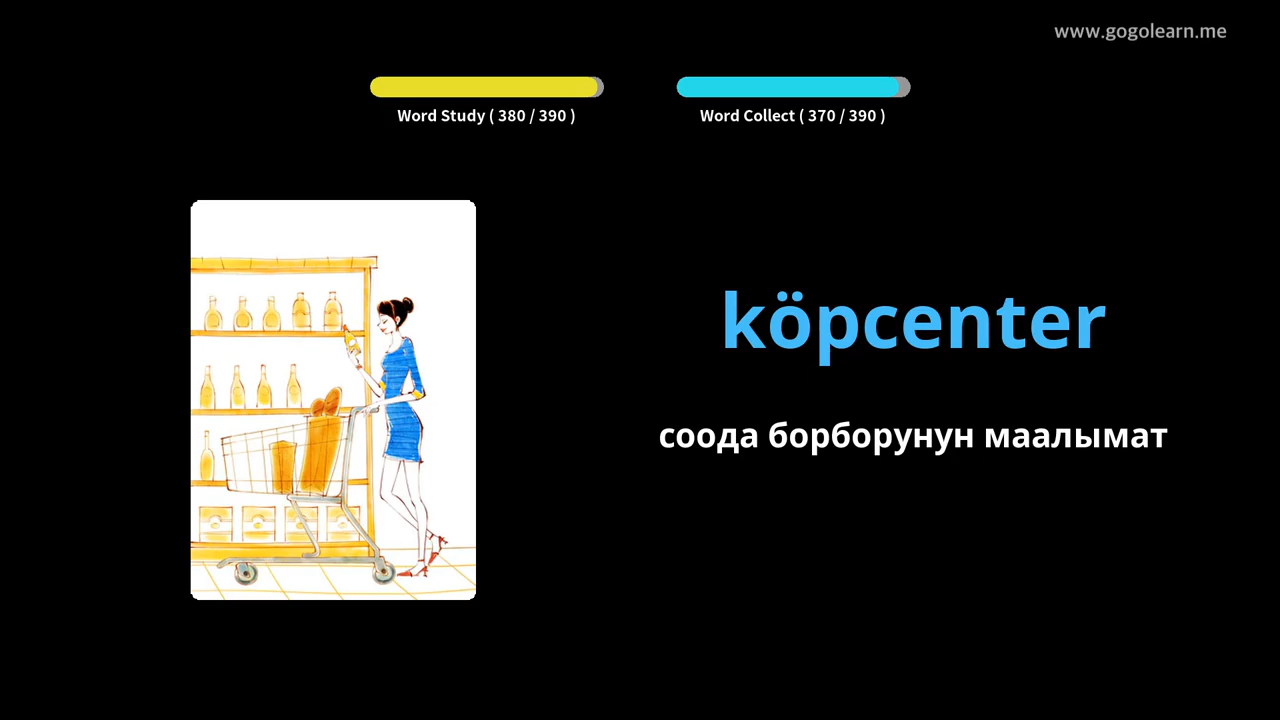 www.gogolearn.me
Word Study ( 380 / 390 )
Word Collect ( 370 / 390 )
köpcenter
соода борборунун маалымат